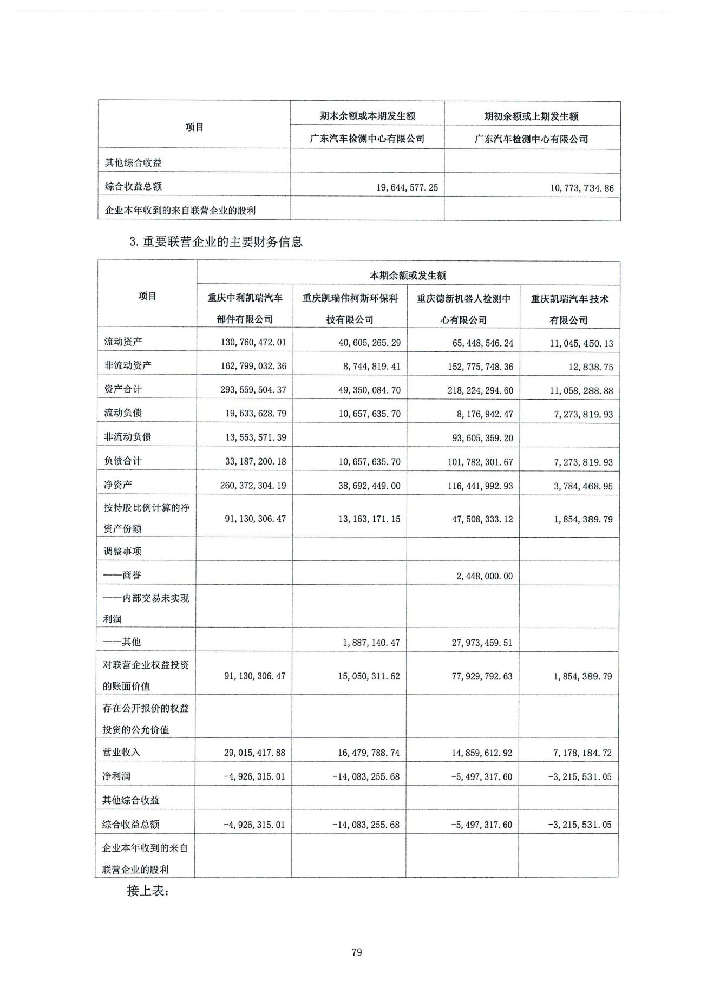 项目 期末余额或本期发生额 期初余额或上期发生额
广东汽车检测中心有限公司 广东汽车检测中心有限公司
其他综合收益
综合收益总额 19,644,577.25 10,773,734.86
企业本年收到的来自联营企业的股利
3.重要联营企业的主要财务信息
项目 本期余额或发生额
重庆中利凯瑞汽车 重庆凯瑞伟柯斯环保科 重庆德新机器人检测中 重庆凯瑞汽车技术
部件有限公司 技有限公司 心有限公司 有限公司
流动资产 130,760,472.01 40,605,265.29 65,448,546.24 11,045,450.13
非流动资产 162,799,032.36 8,744,819.41 152,775,748.36 12,838.75
资产合计 293,559,504.37 49,350,084.70 218,224,294.60 11,058,288.88
流动负债 19,633,628.79 10,657,635.70 8,176,942.47 7,273,819.93
非流动负债 13,553,571.39 93,605,359.20
负债合计 33,187,200.18 10,657,635.70 101,782,301.67 7,273,819.93
净资产 260,372,304.19 38,692,449.00 116,441,992.93 3,784,468.95
按持股比例计算的净
资产份额 91,130,306.47 13,163,171.15 47,508,333.12 1,854,389.79
调整事项
——商誉 2,448,000.00
——内部交易未实现
利润
——其他 1,887,140.47 27,973,459.51
对联营企业权益投资
的账面价值 91,130,306.47 15,050,311.62 77,929,792.63 1,854,389.79
存在公开报价的权益
投资的公允价值
营业收入 29,015,417.88 16,479,788.74 14,859,612.92 7,178,184.72
净利润 -4,926,315.01 -14,083,255.68 -5,497,317.60 -3,215,531.05
其他综合收益
综合收益总额 -4,926,315.01 -14,083,255.68 -5,497,317.60 -3,215,531.05
企业本年收到的来自
联营企业的股利
接上表:
79